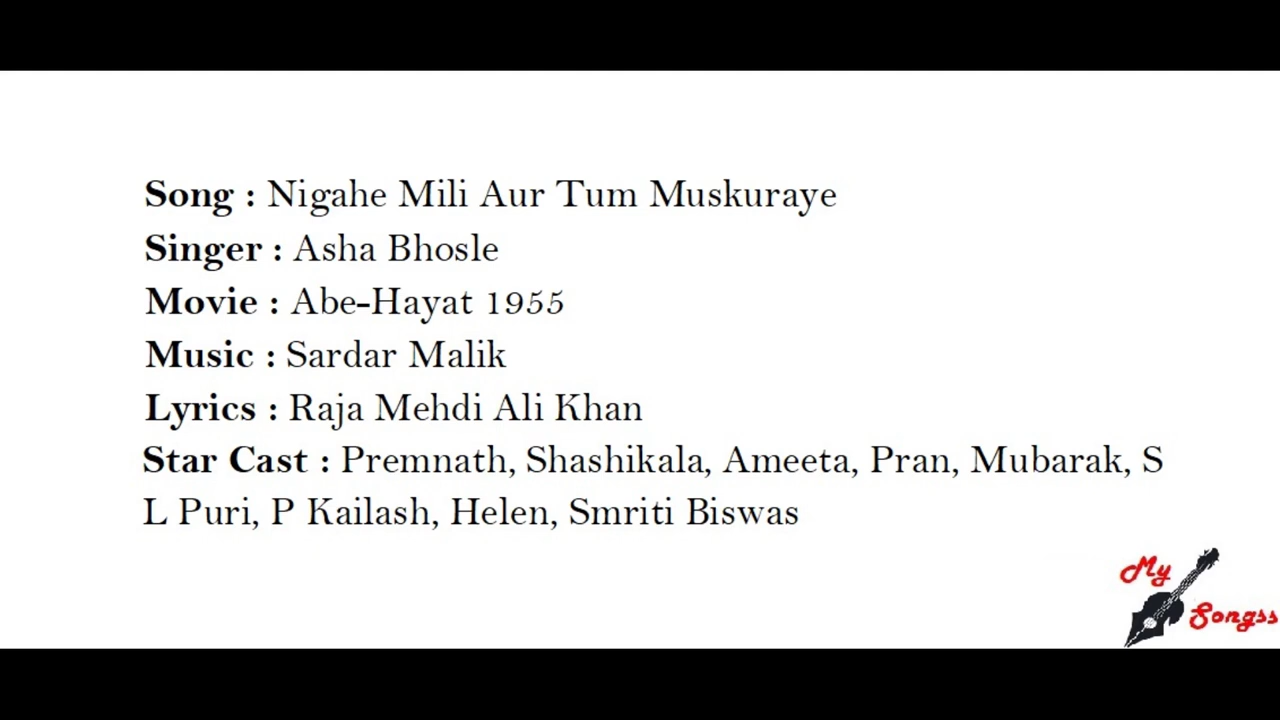 Song : Nigahe Mili Aur Tum Muskuraye
Singer : Asha Bhosle
Movie : Abe-Hayat 1955
Music : Sardar Malik
Lyrics : Raja Mehdi Ali Khan
Star Cast : Premnath, Shashikala, Ameeta, Pran, Mubarak, S
L Puri, P Kailash, Helen, Smriti Biswas
My
Songss